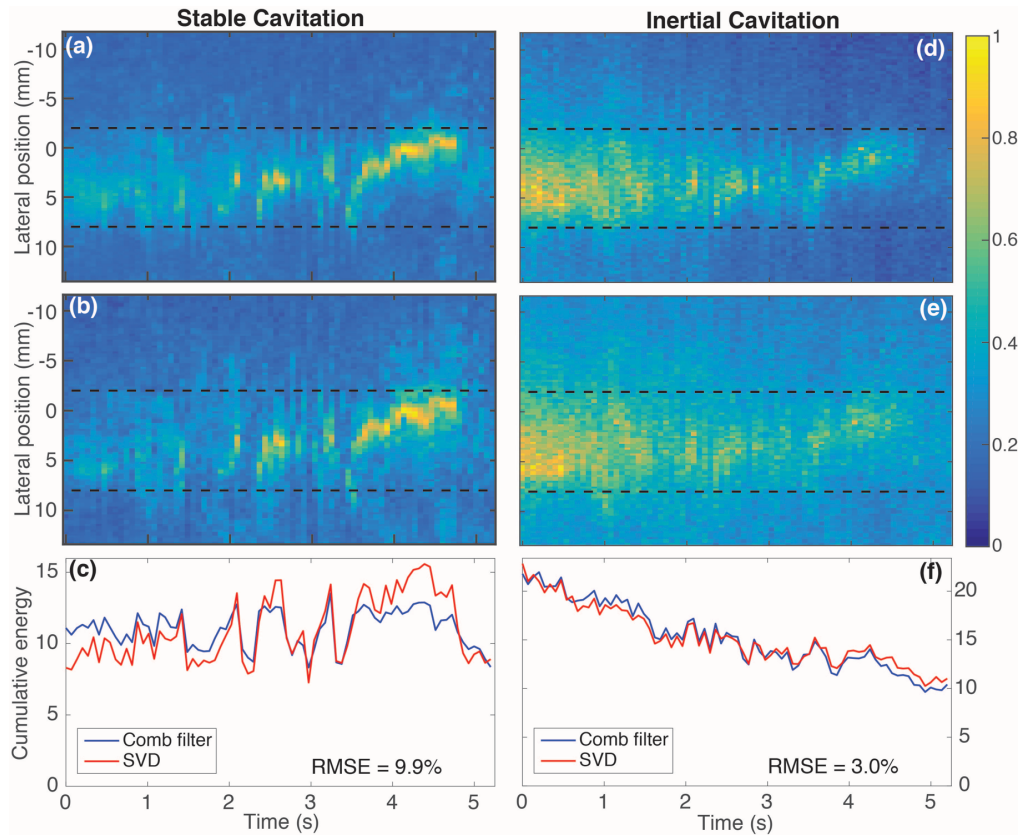 Stable Cavitation
Inertial Cavitation
(a)
-10
-5
0
5
10
Lateral position (mm)
(d)
1
0.8
0.6
0.4
0.2
0
(b)
-10
-5
0
5
10
Lateral position (mm)
(e)
(c)
15
10
5
0
Cumulative energy
Comb filter
SVD
RMSE = 9.9%
0 1 2 3 4 5
Time (s)
(f)
20
15
10
5
0
Comb filter
SVD
RMSE = 3.0%
0 1 2 3 4 5
Time (s)